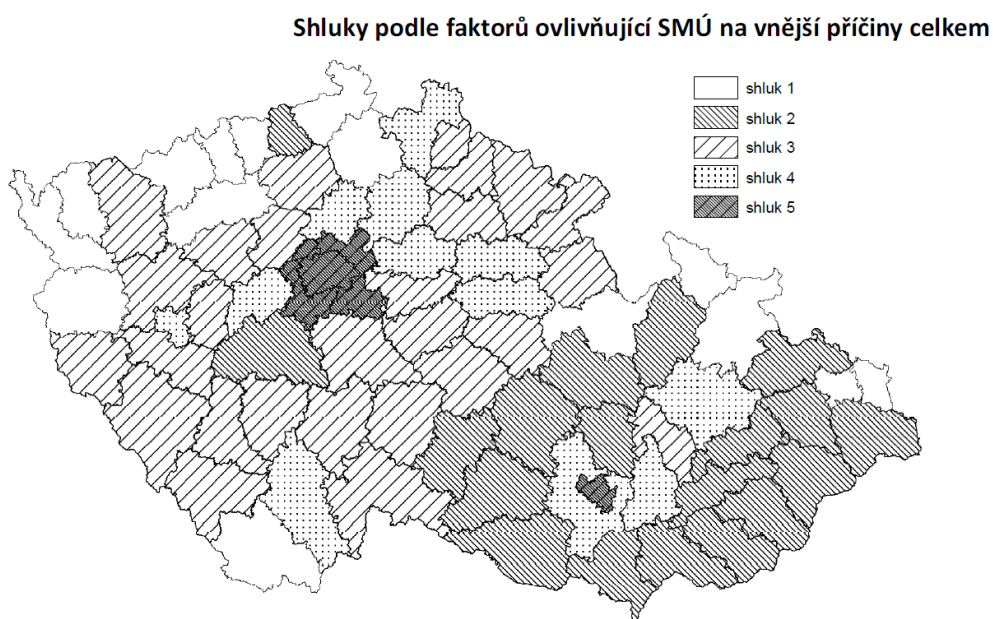 Shluky podle faktorů ovlivňující SMÚ na vnější příčiny celkem
shluk 1
shluk 2
shluk 3
shluk 4
shluk 5